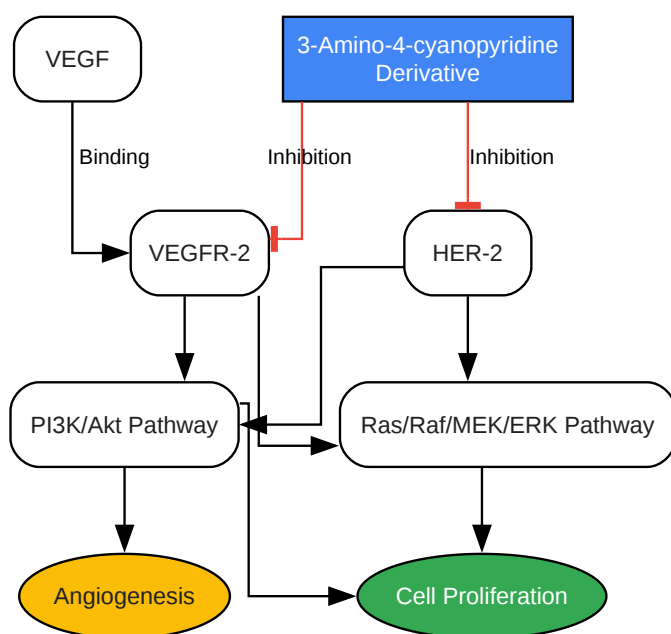 VEGF
3-Amino-4-cyanopyridine
Derivative
Binding
Inhibition
Inhibition
VEGFR-2
HER-2
PI3K/Akt Pathway
Ras/Raf/MEK/ERK Pathway
Angiogenesis
Cell Proliferation